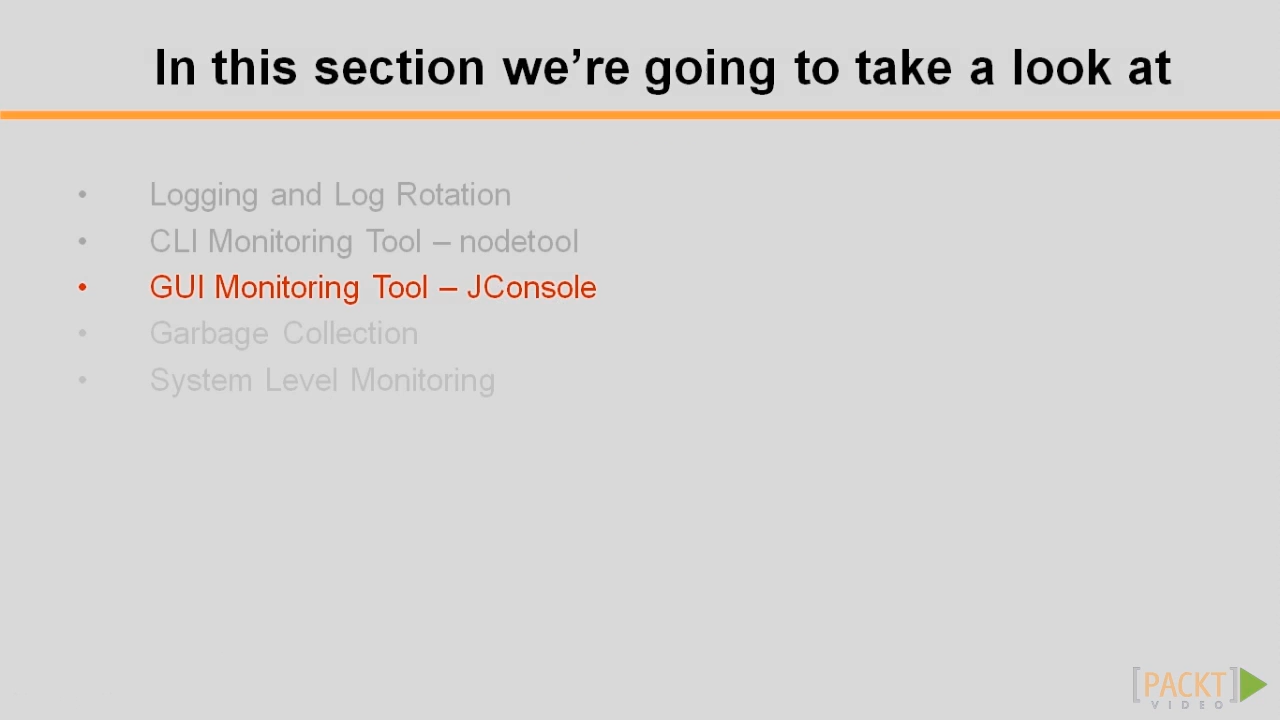 In this section we’re going to take a look at
• Logging and Log Rotation
• CLI Monitoring Tool – nodetool
• GUI Monitoring Tool – JConsole
• Garbage Collection
• System Level Monitoring
[PACKT]
VIDEO